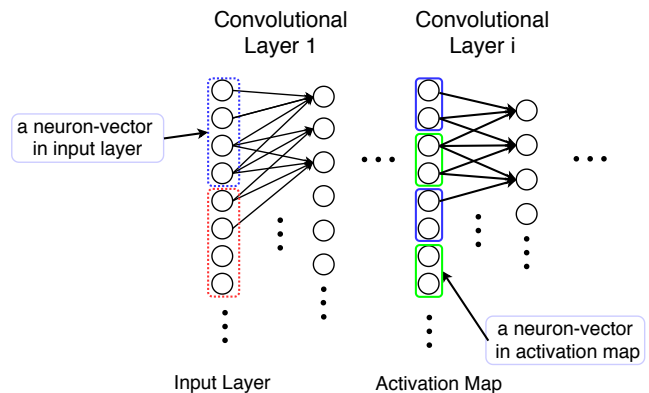 Convolutional
Layer 1
Convolutional
Layer i
a neuron-vector
in input layer
a neuron-vector
in activation map
Input Layer
Activation Map